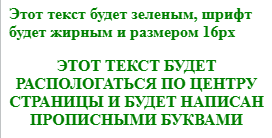 Этот текст будет зеленым, шрифт
будет жирным и размером 16px
ЭТОТ ТЕКСТ БУДЕТ
РАСПОЛОГАТЬСЯ ПО ЦЕНТРУ
СТРАНИЦЫ И БУДЕТ НАПИСАН
ПРОПИСНЫМИ БУКВАМИ